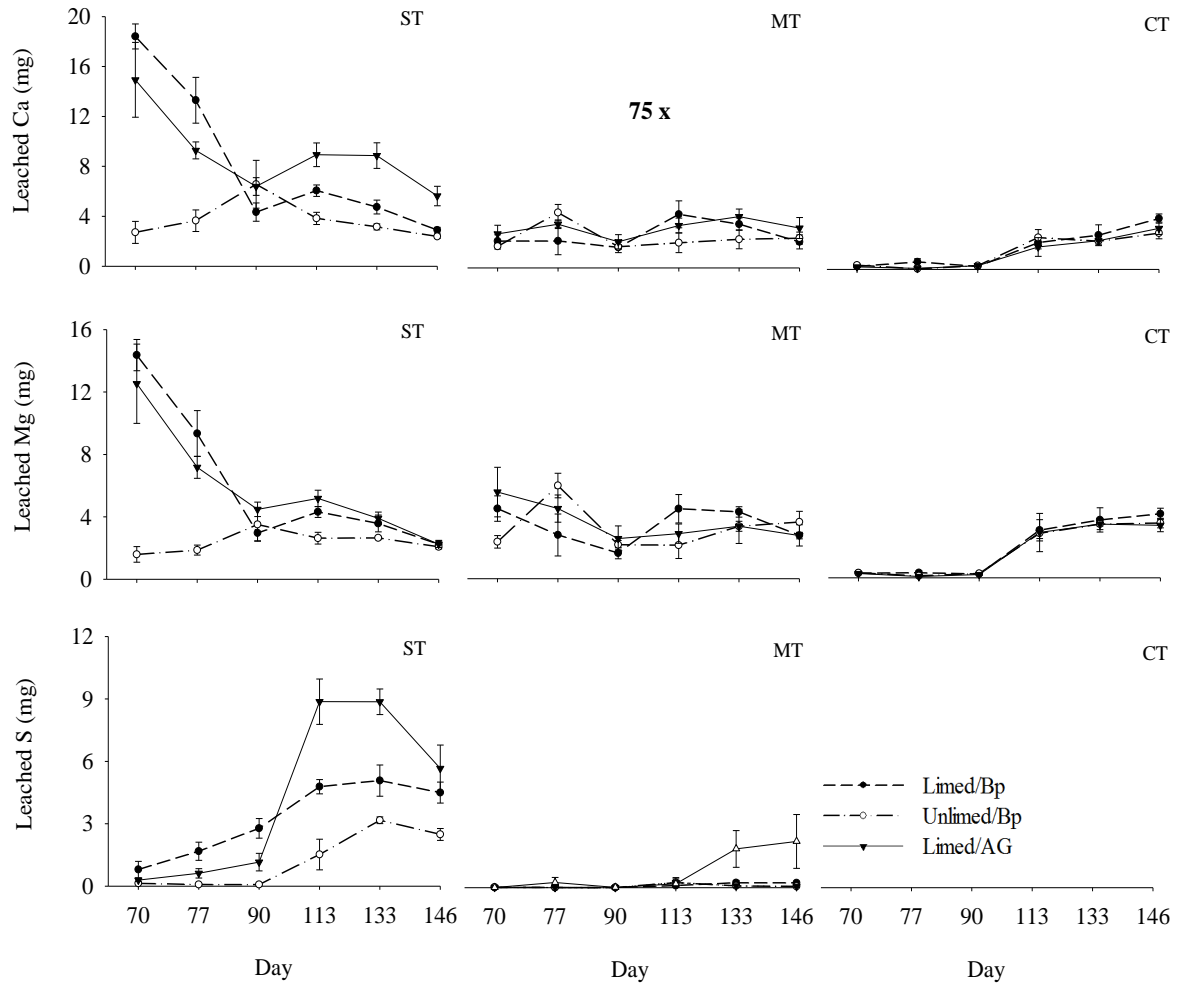 ST
MT
CT
Leached Ca (mg)
20
16
12
8
4
0
75 x
ST
MT
CT
Leached Mg (mg)
16
12
8
4
0
ST
MT
CT
Leached S (mg)
12
9
6
3
0
Limed/Bp
Unlimed/Bp
Limed/AG
70 77 90 113 133 146
70 77 90 113 133 146
70 77 90 113 133 146
Day
Day
Day